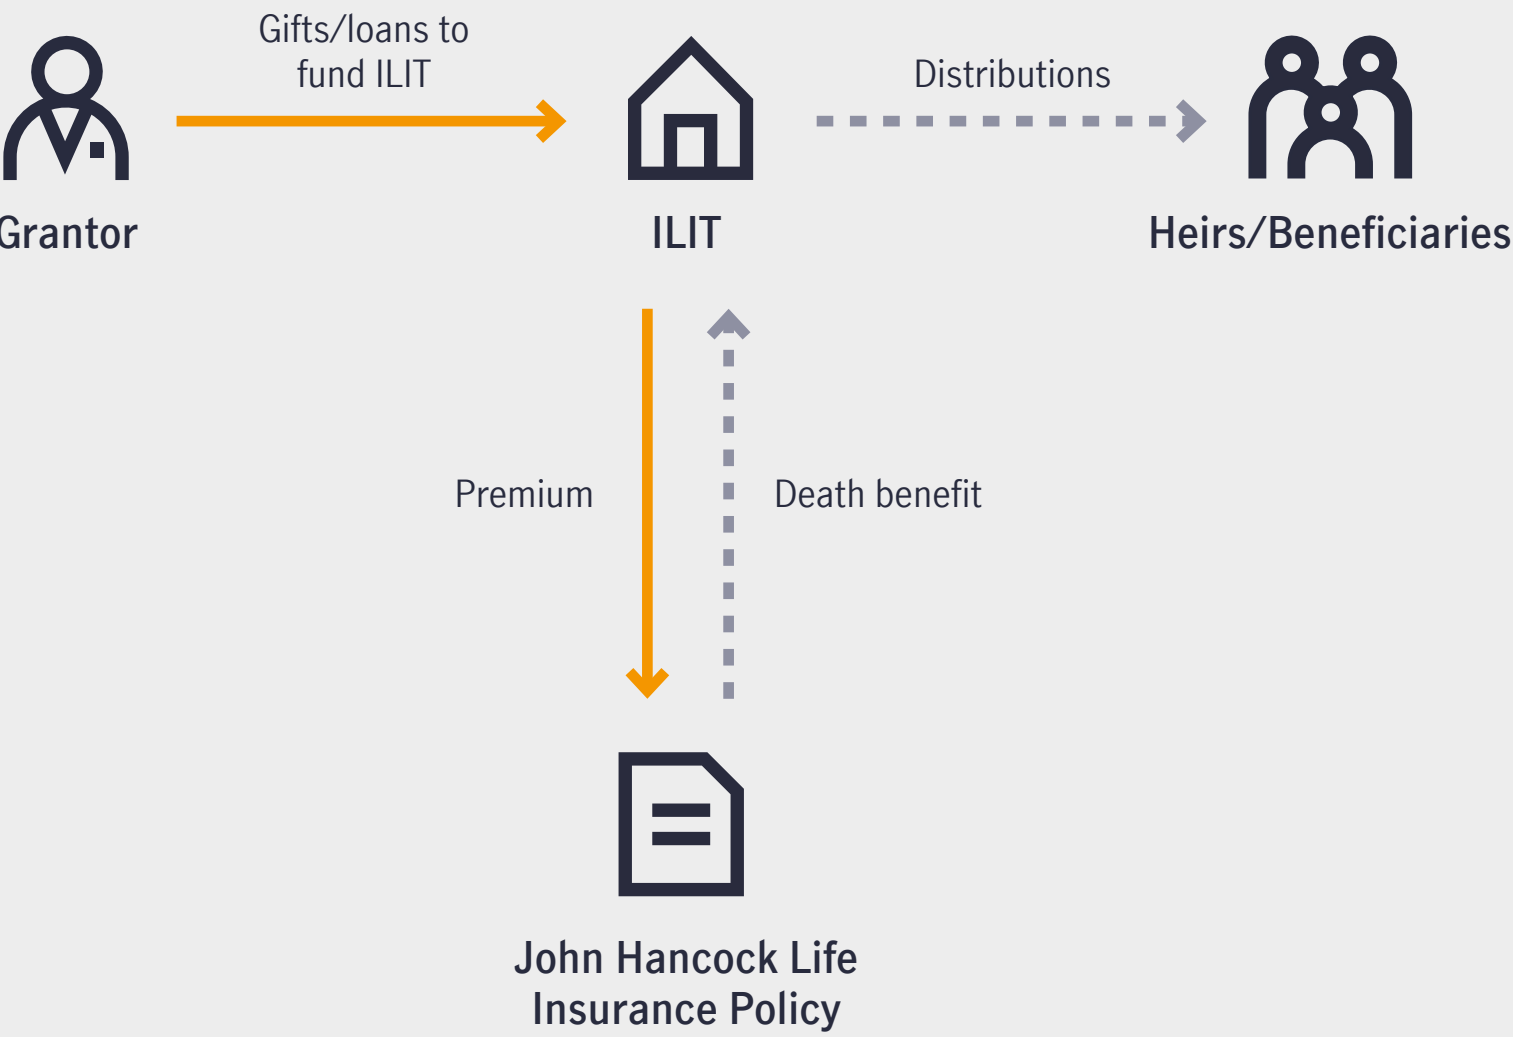 Gifts/loans to
fund ILIT
Distributions
Grantor
ILIT
Heirs/Beneficiaries
Premium
Death benefit
John Hancock Life
Insurance Policy